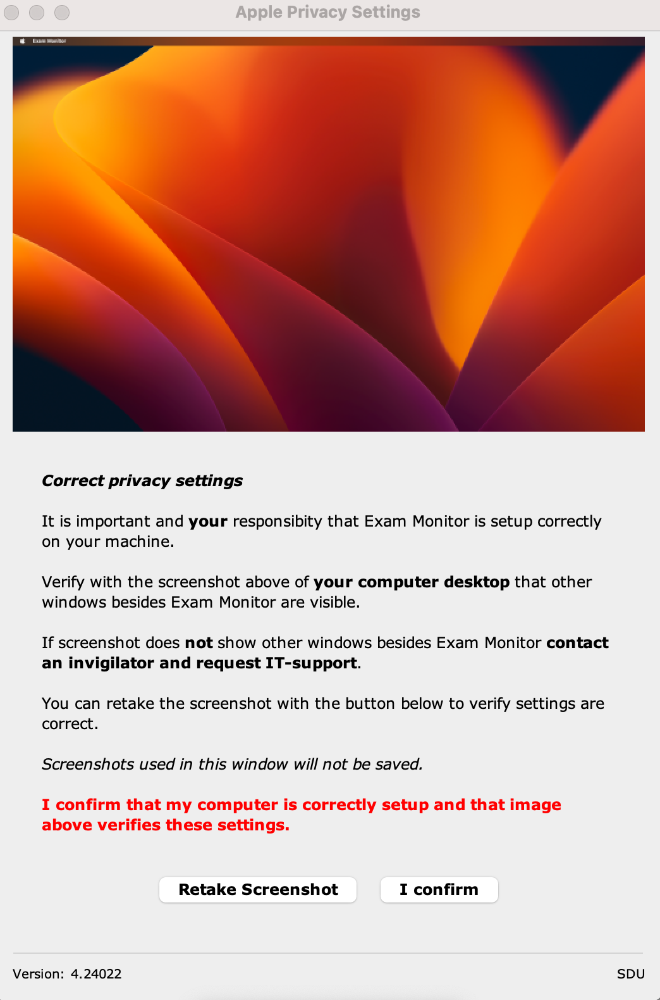 Apple Privacy Settings
Exam Monitor
Correct privacy settings
It is important and your responsibity that Exam Monitor is setup correctly
on your machine.
Verify with the screenshot above of your computer desktop that other
windows besides Exam Monitor are visible.
If screenshot does not show other windows besides Exam Monitor contact
an invigilator and request IT-support.
You can retake the screenshot with the button below to verify settings are
correct.
Screenshots used in this window will not be saved.
I confirm that my computer is correctly setup and that image
above verifies these settings.
Retake Screenshot I confirm
Version: 4.24022 SDU